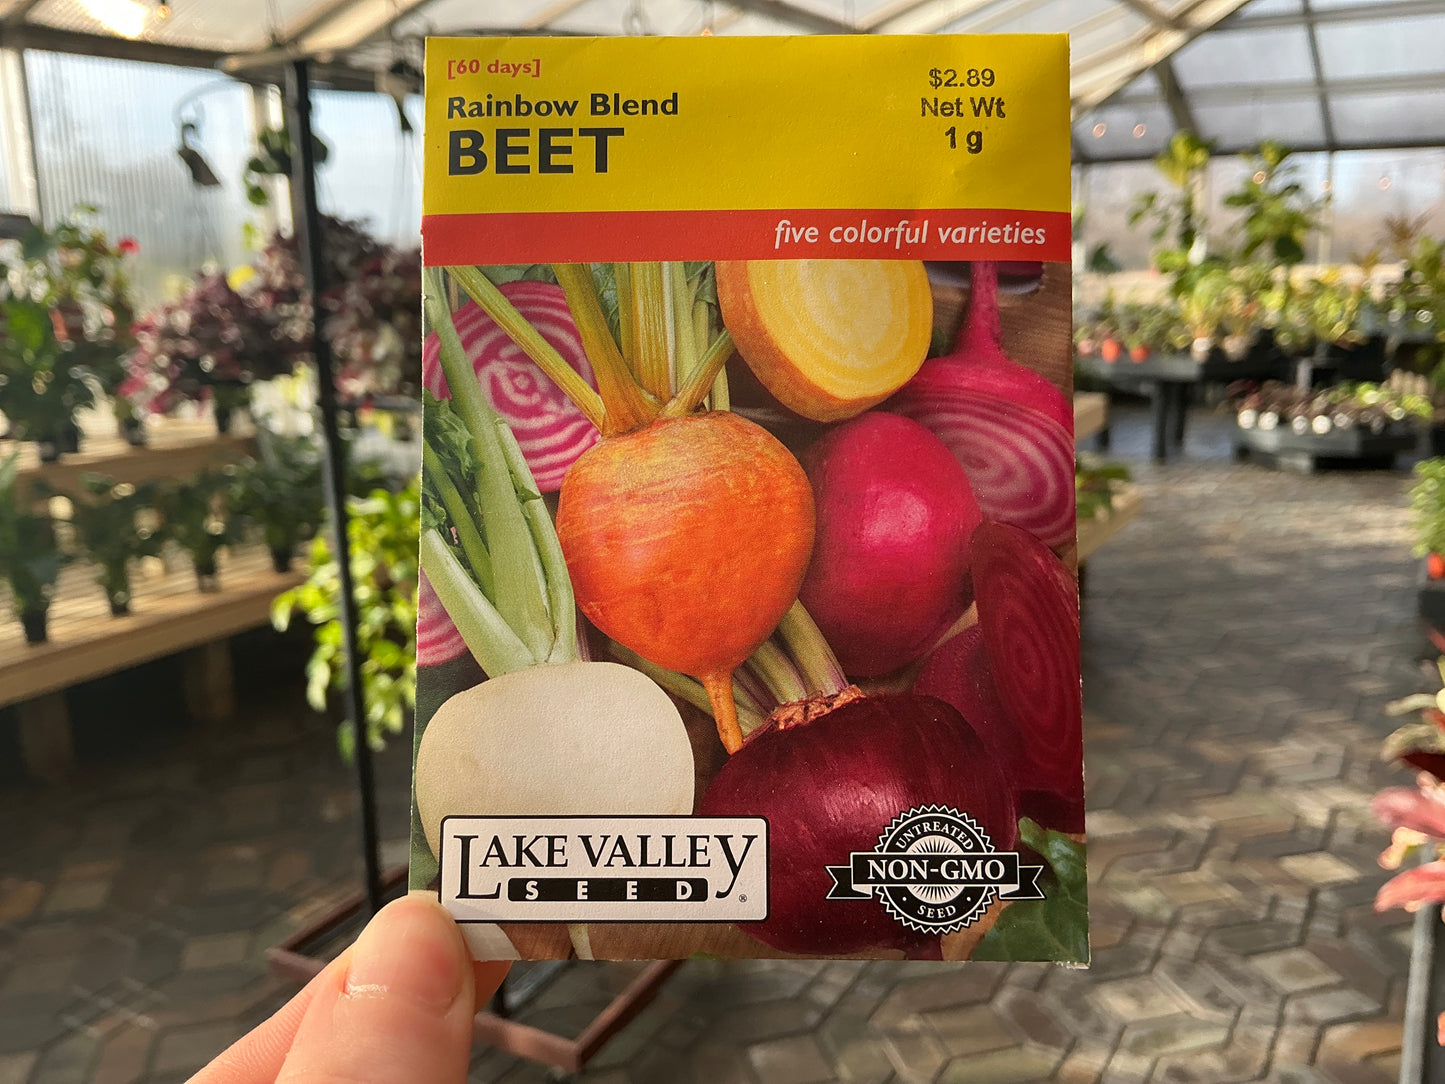 [60 days]
Rainbow Blend
BEET
$2.89
Net Wt
1 g
five colorful varieties
LAKE VALLEY
SEED
®
UNTREATED
NON-GMO
SEED